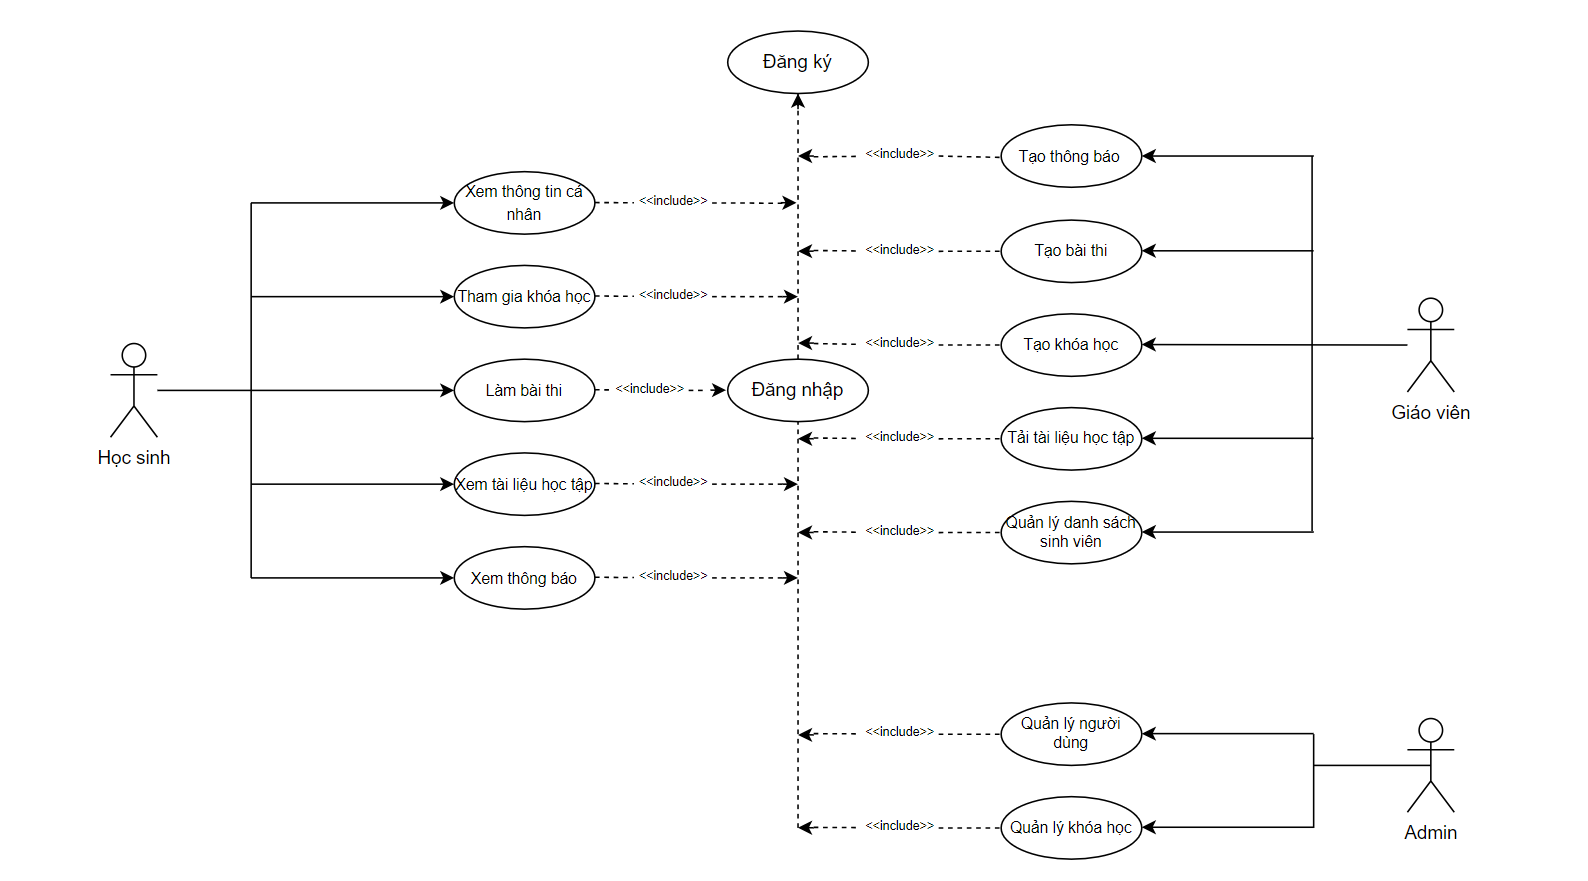 Đăng ký
<<include>>
Tạo thông báo
Xem thông tin cá
nhân
<<include>>
<<include>>
Tạo bài thi
Tham gia khóa học
<<include>>
<<include>>
Tạo khóa học
Làm bài thi
<<include>>
Đăng nhập
Giáo viên
Học sinh
<<include>>
Tải tài liệu học tập
Xem tài liệu học tập
<<include>>
<<include>>
Quản lý danh sách
sinh viên
Xem thông báo
<<include>>
<<include>>
Quản lý người
dùng
<<include>>
Quản lý khóa học
Admin